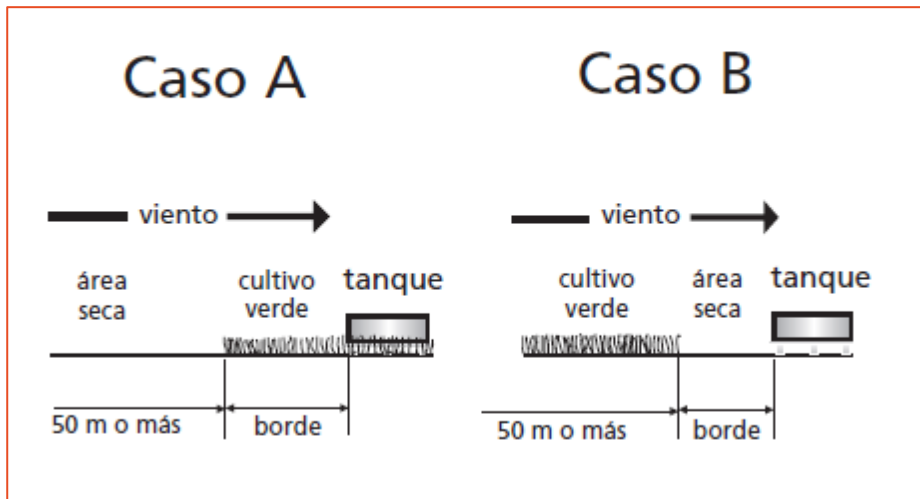 Caso A
viento
área
seca
cultivo
verde
tanque
50 m o más
borde
Caso B
viento
cultivo
verde
área
seca
tanque
50 m o más
borde